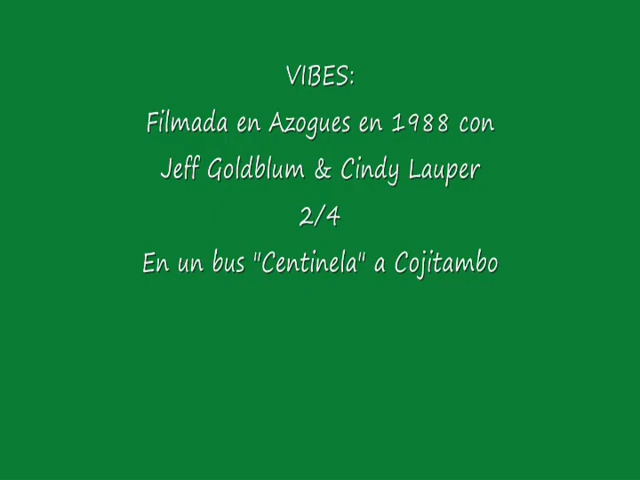 VIBES:
Filmada en Azogues en 1988 con
Jeff Goldblum & Cindy Lauper
2/4
En un bus "Centinela" a Cojitambo